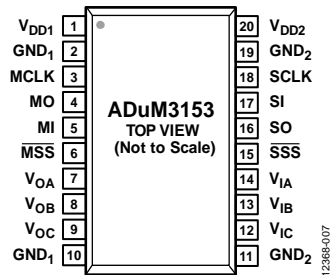 VDD1 1 20 VDD2
GND1 2 19 GND2
MCLK 3 18 SCLK
MO 4 ADuM3153 17 SI
MI 5 TOP VIEW 16 SO
MSS 6 (Not to Scale) 15 SSS
VOA 7 14 VIA
VOB 8 13 VIB
VOC 9 12 VIC
GND1 10 11 GND2
12368-007